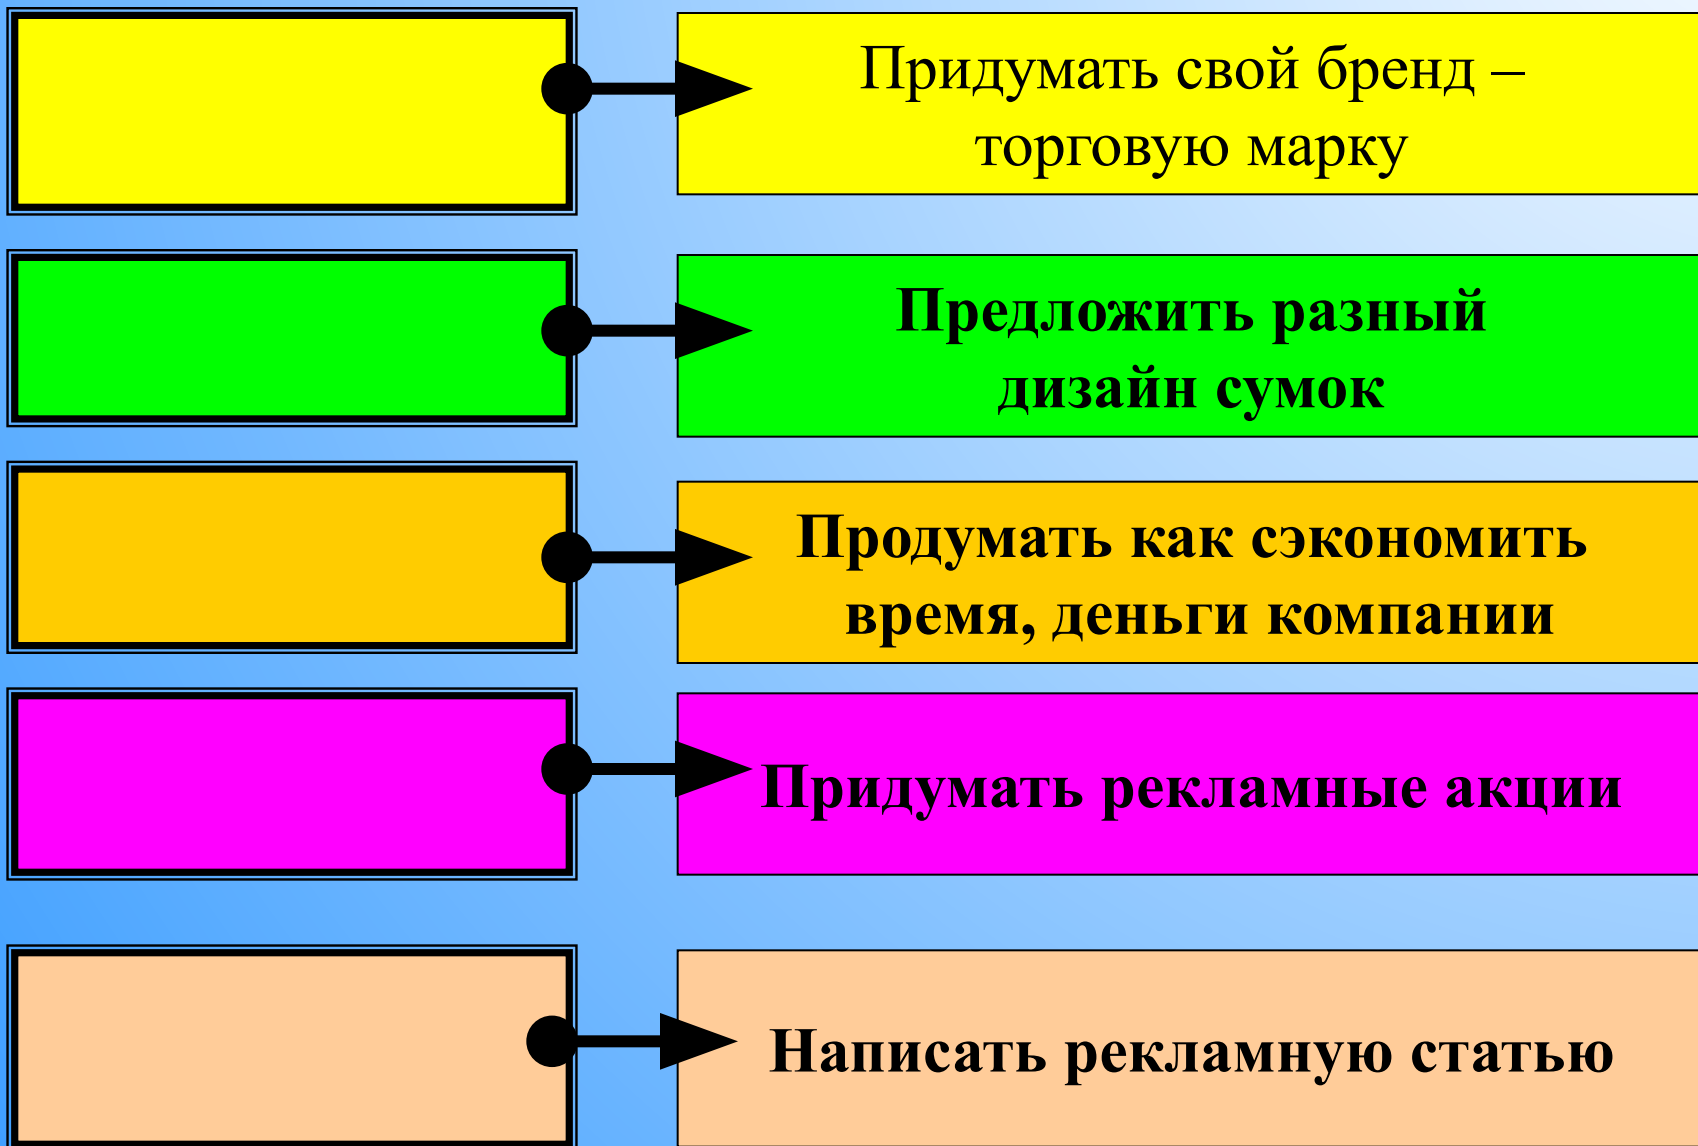 Придумать свой бренд –
торговую марку
Предложить разный
дизайн сумок
Продумать как сэкономить
время, деньги компании
Придумать рекламные акции
Написать рекламную статью